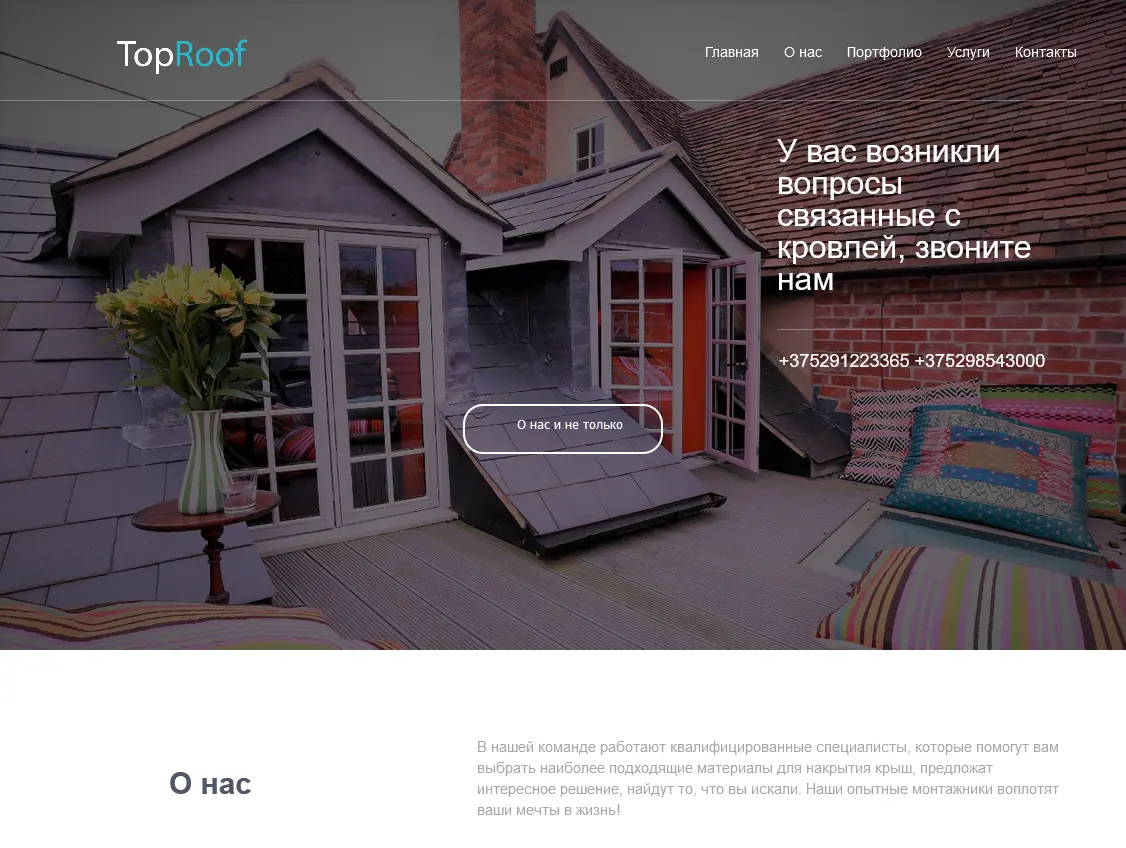 TopRoof
Главная О нас Портфолио Услуги Контакты
У вас возникли
вопросы
связанные с
кровлей, звоните
нам
+375291223365 +375298543000
О нас и не только
О нас
В нашей команде работают квалифицированные специалисты, которые помогут вам
выбрать наиболее подходящие материалы для накрытия крыш, предложат
интересное решение, найдут то, что вы искали. Наши опытные монтажники воплотят
ваши мечты в жизнь!